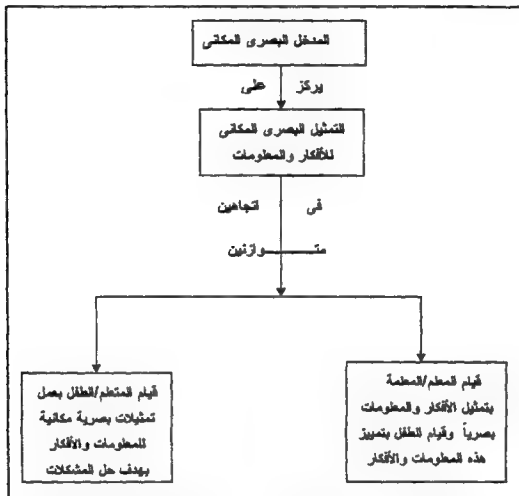 المدخل البصرى المكانى
يركز على
التمثيل البصرى المكانى
للأفكار والمعلومات
فى اتجاهين
متـــوازنين
قيام المعلم/المعلمة
بتمثيل الأفكار والمعلومات
بصرياً وقيام الطفل بتمييز
هذه المعلومات والأفكار
قيام المتعلم/الطفل بعمل
تمثيلات بصرية مكانية
للمعلومات والأفكار
بهدف حل المشكلات